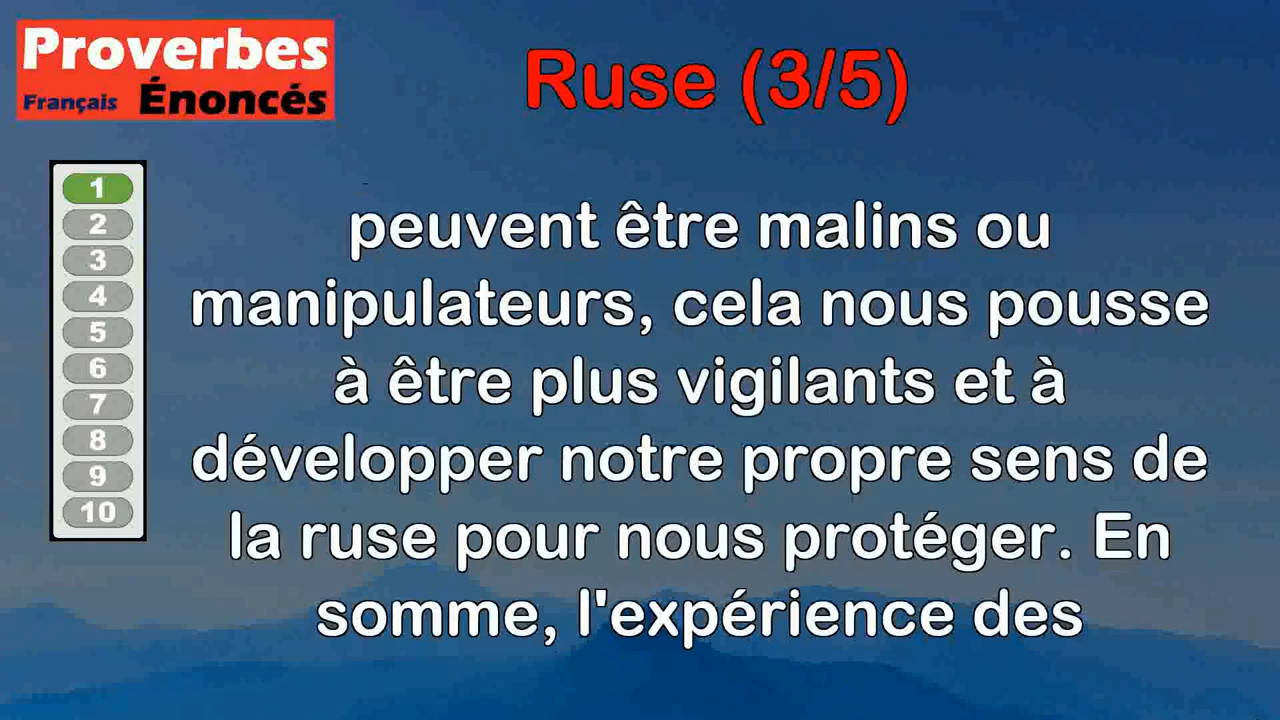 Proverbes
Français Énoncés
Ruse (3/5)
1
2
3
4
5
6
7
8
9
10
peuvent être malins ou
manipulateurs, cela nous pousse
à être plus vigilants et à
développer notre propre sens de
la ruse pour nous protéger. En
somme, l'expérience des